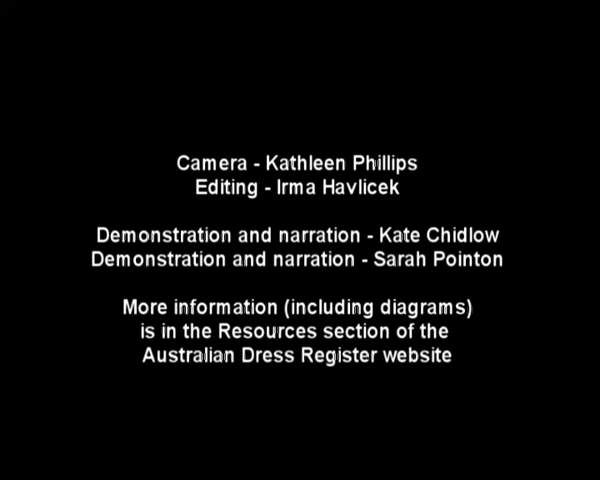 Camera - Kathleen Phillips
Editing - Irma Havlicek
Demonstration and narration - Kate Chidlow
Demonstration and narration - Sarah Pointon
More information (including diagrams)
is in the Resources section of the
Australian Dress Register website